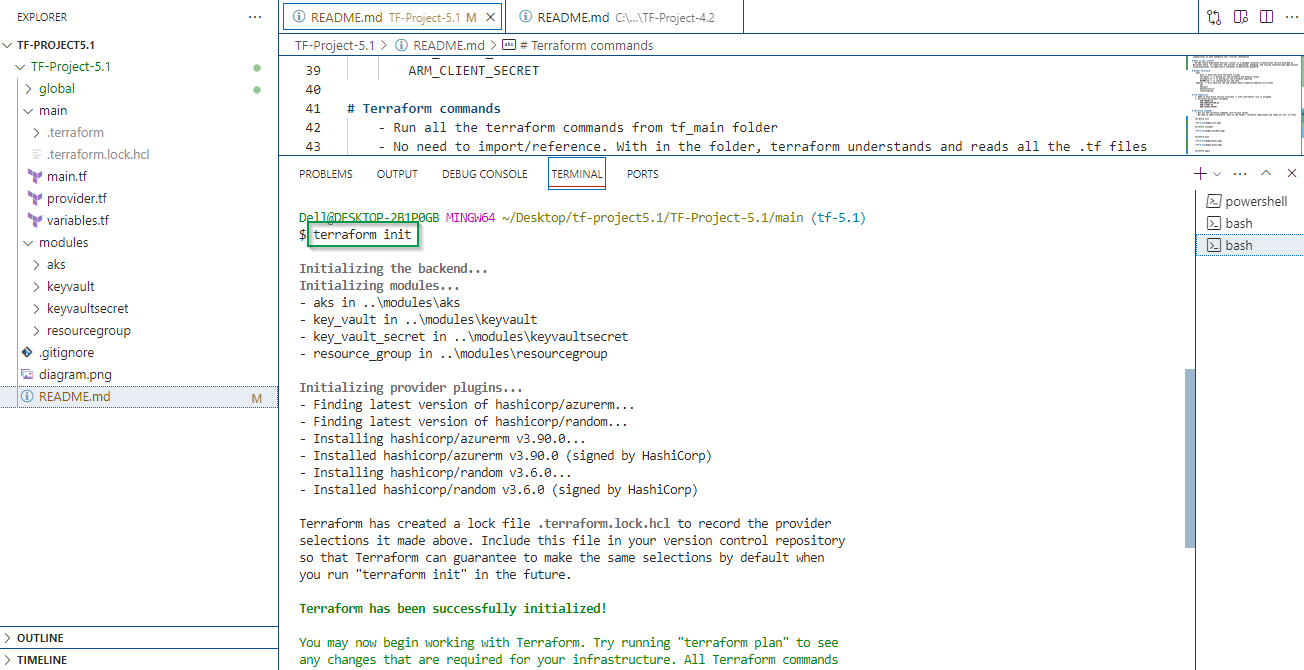 EXPLORER
TF-PROJECT5.1
TF-Project-5.1
global
main
.terraform
.terraform.lock.hcl
main.tf
provider.tf
variables.tf
modules
aks
keyvault
keyvaultsecret
resourcegroup
.gitignore
diagram.png
README.md M
OUTLINE
TIMELINE
README.md TF-Project-5.1 M
README.md C:\...\TF-Project-4.2
TF-Project-5.1 > README.md > # Terraform commands
39 ARM_CLIENT_SECRET
40
41 # Terraform commands
42 - Run all the terraform commands from tf_main folder
43 - No need to import/reference. With in the folder, terraform understands and reads all the .tf files
PROBLEMS OUTPUT DEBUG CONSOLE TERMINAL PORTS
Dell@DESKTOP-2B1P0GB MINGW64 ~/Desktop/tf-project5.1/TF-Project-5.1/main (tf-5.1)
$ terraform init
Initializing the backend...
Initializing modules...
- aks in ..\modules\aks
- key_vault in ..\modules\keyvault
- key_vault_secret in ..\modules\keyvaultsecret
- resource_group in ..\modules\resourcegroup
Initializing provider plugins...
- Finding latest version of hashicorp/azurerm...
- Finding latest version of hashicorp/random...
- Installing hashicorp/azurerm v3.90.0...
- Installed hashicorp/azurerm v3.90.0 (signed by HashiCorp)
- Installing hashicorp/random v3.6.0...
- Installed hashicorp/random v3.6.0 (signed by HashiCorp)
Terraform has created a lock file .terraform.lock.hcl to record the provider
selections it made above. Include this file in your version control repository
so that Terraform can guarantee to make the same selections by default when
you run "terraform init" in the future.
Terraform has been successfully initialized!
You may now begin working with Terraform. Try running "terraform plan" to see
any changes that are required for your infrastructure. All Terraform commands
powershell
bash
bash